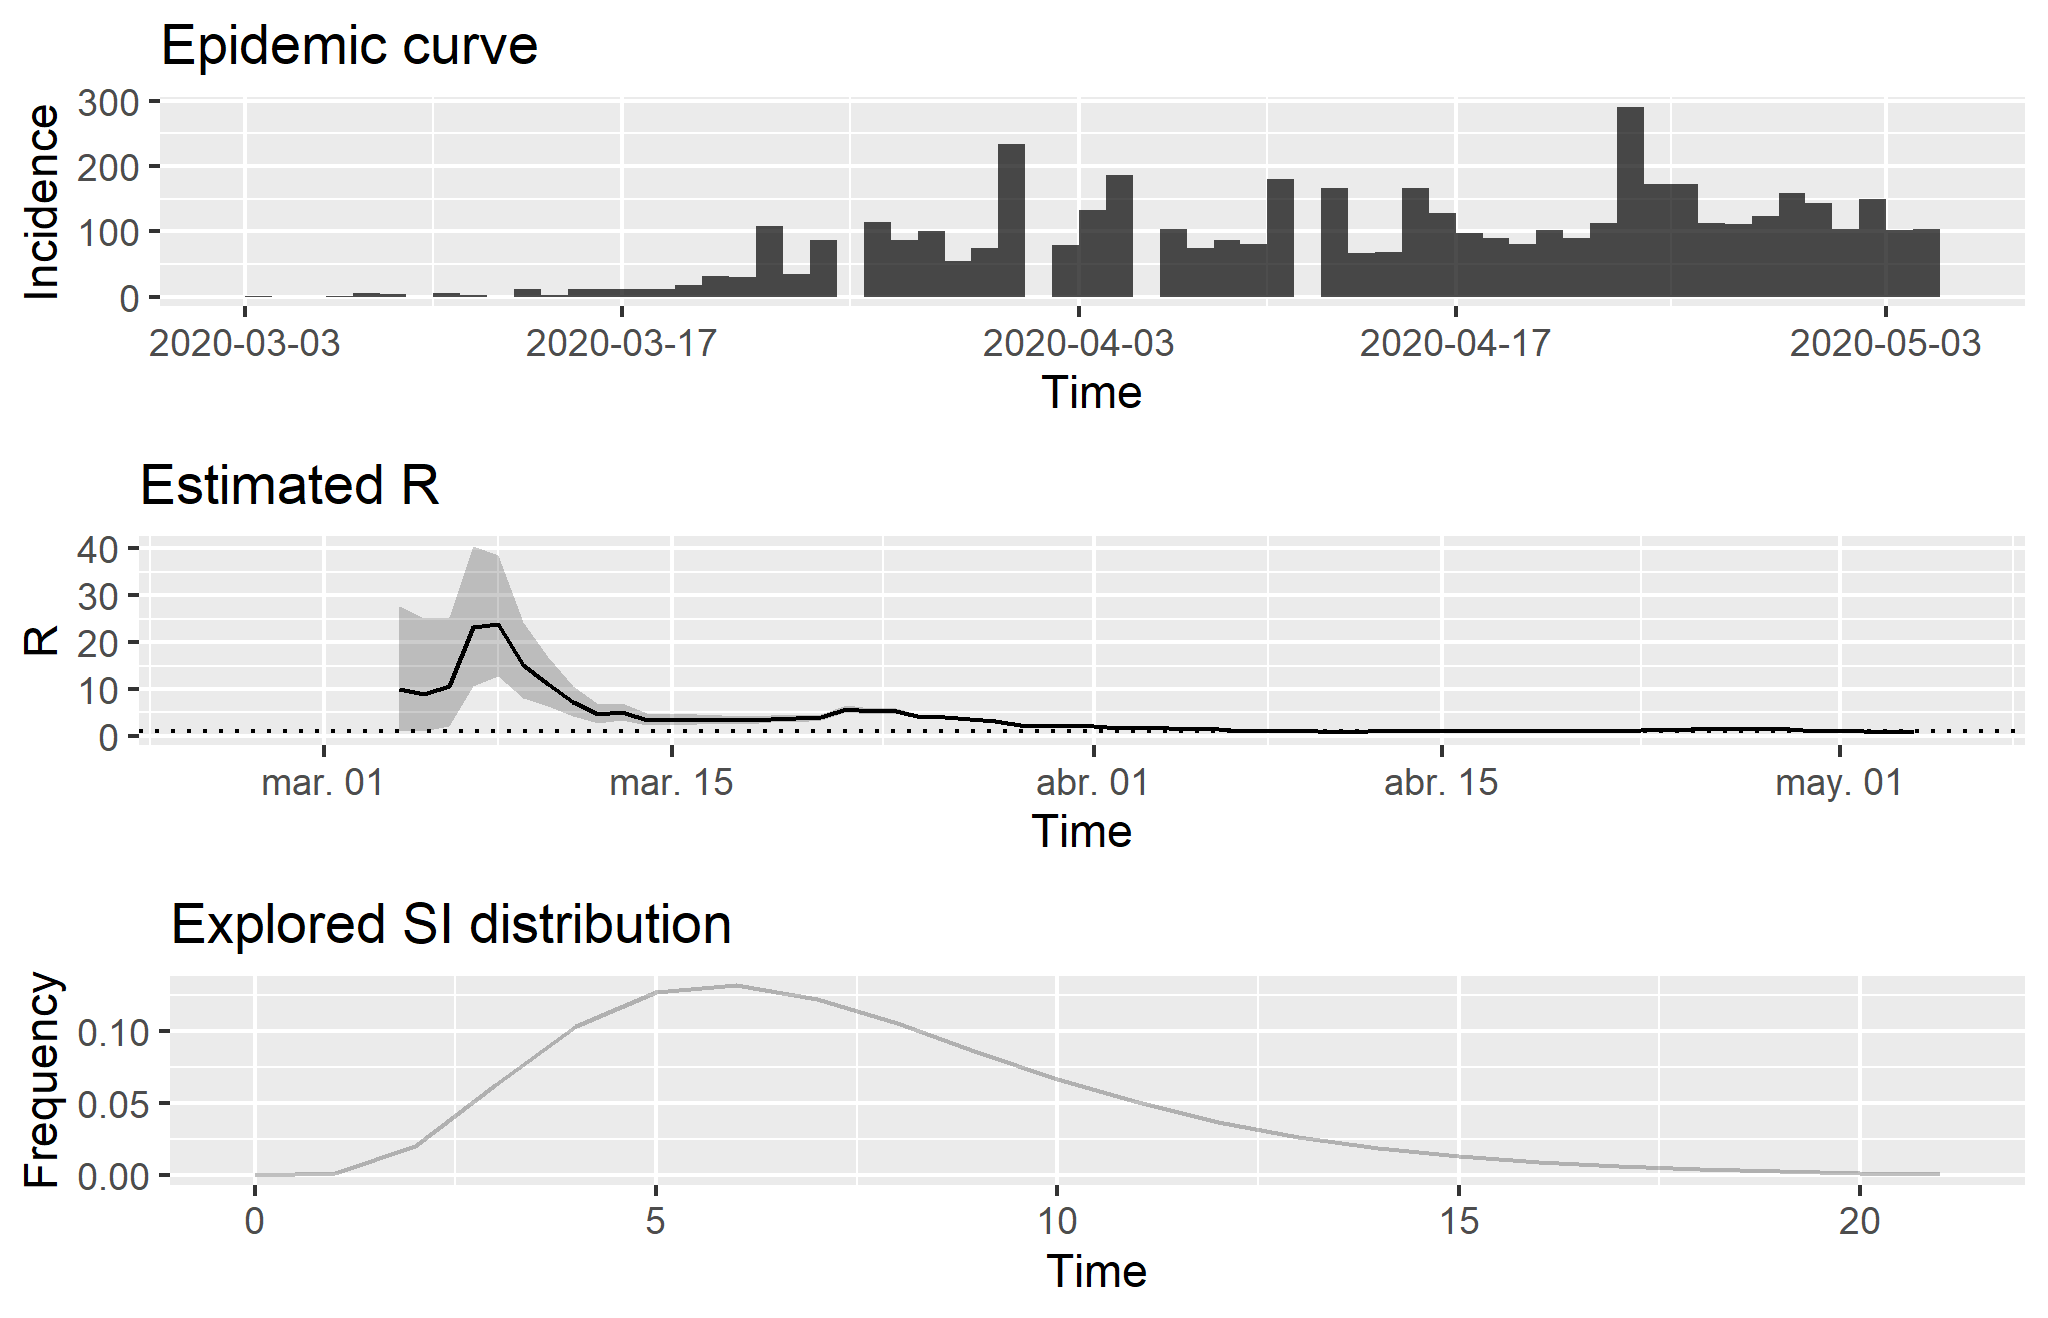 Epidemic curve
300
200
100
0
Incidence
2020-03-03 2020-03-17 2020-04-03 2020-04-17 2020-05-03
Time
Estimated R
40
30
20
10
0
R
mar. 01 mar. 15 abr. 01 abr. 15 may. 01
Time
Explored SI distribution
0.10
0.05
0.00
Frequency
0 5 10 15 20
Time